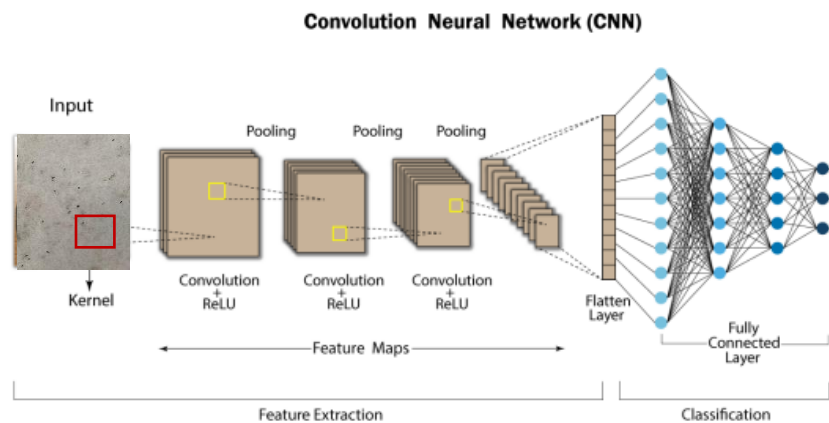 Convolution Neural Network (CNN)
Input
Pooling
Pooling
Pooling
Kernel
Convolution
+
ReLU
Convolution
+
ReLU
Convolution
+
ReLU
Flatten
Layer
Fully
Connected
Layer
Feature Maps
Feature Extraction
Classification